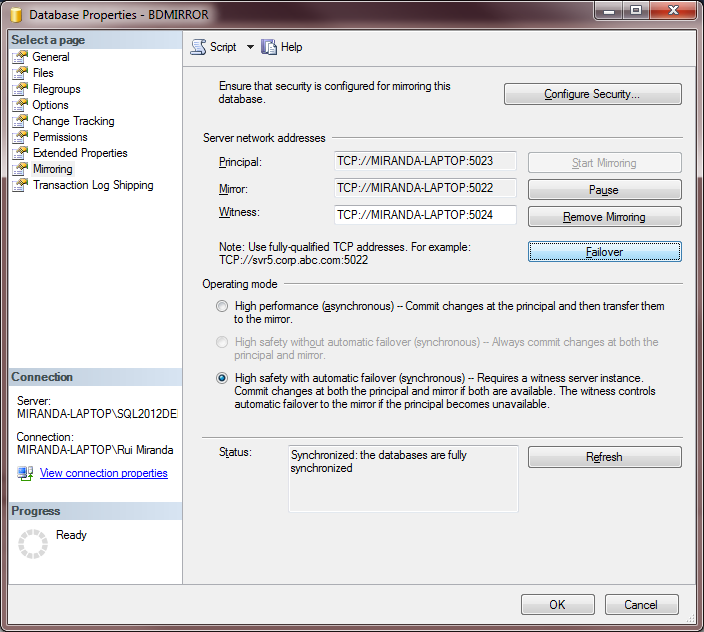 Database Properties - BDMIRROR
Select a page
General
Files
Filegroups
Options
Change Tracking
Permissions
Extended Properties
Mirroring
Transaction Log Shipping
Connection
Server:
MIRANDA-LAPTOP\SQL2012DE
Connection:
MIRANDA-LAPTOP\Rui Miranda
View connection properties
Progress
Ready
Script
Help
Ensure that security is configured for mirroring this
database.
Configure Security...
Server network addresses
Principal:
TCP://MIRANDA-LAPTOP:5023
Start Mirroring
Mirror:
TCP://MIRANDA-LAPTOP:5022
Pause
Witness:
TCP://MIRANDA-LAPTOP:5024
Remove Mirroring
Note: Use fully-qualified TCP addresses. For example:
TCP://svr5.corp.abc.com:5022
Failover
Operating mode
High performance (asynchronous) -- Commit changes at the principal and then transfer them
to the mirror.
High safety without automatic failover (synchronous) -- Always commit changes at both the
principal and mirror.
High safety with automatic failover (synchronous) -- Requires a witness server instance.
Commit changes at both the principal and mirror if both are available. The witness controls
automatic failover to the mirror if the principal becomes unavailable.
Status:
Synchronized: the databases are fully
synchronized
Refresh
OK
Cancel